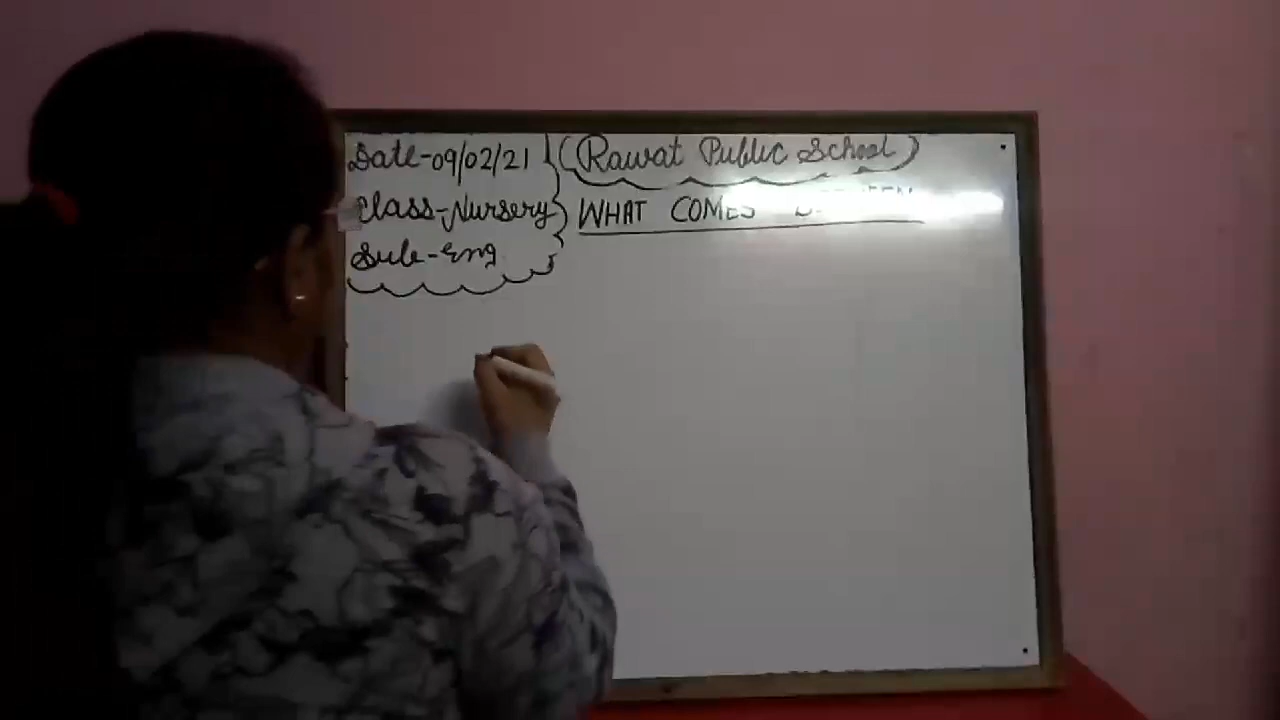 Date-09/02/21
Class-Nursery
Sub-Eng
(Rawat Public School)
WHAT COMES